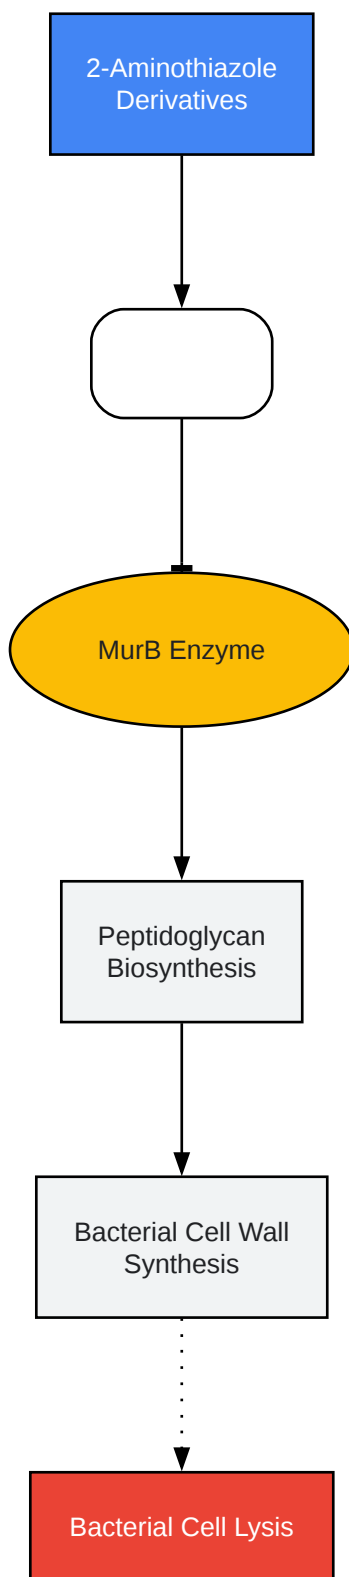 2-Aminothiazole
Derivatives
MurB Enzyme
Peptidoglycan
Biosynthesis
Bacterial Cell Wall
Synthesis
Bacterial Cell Lysis